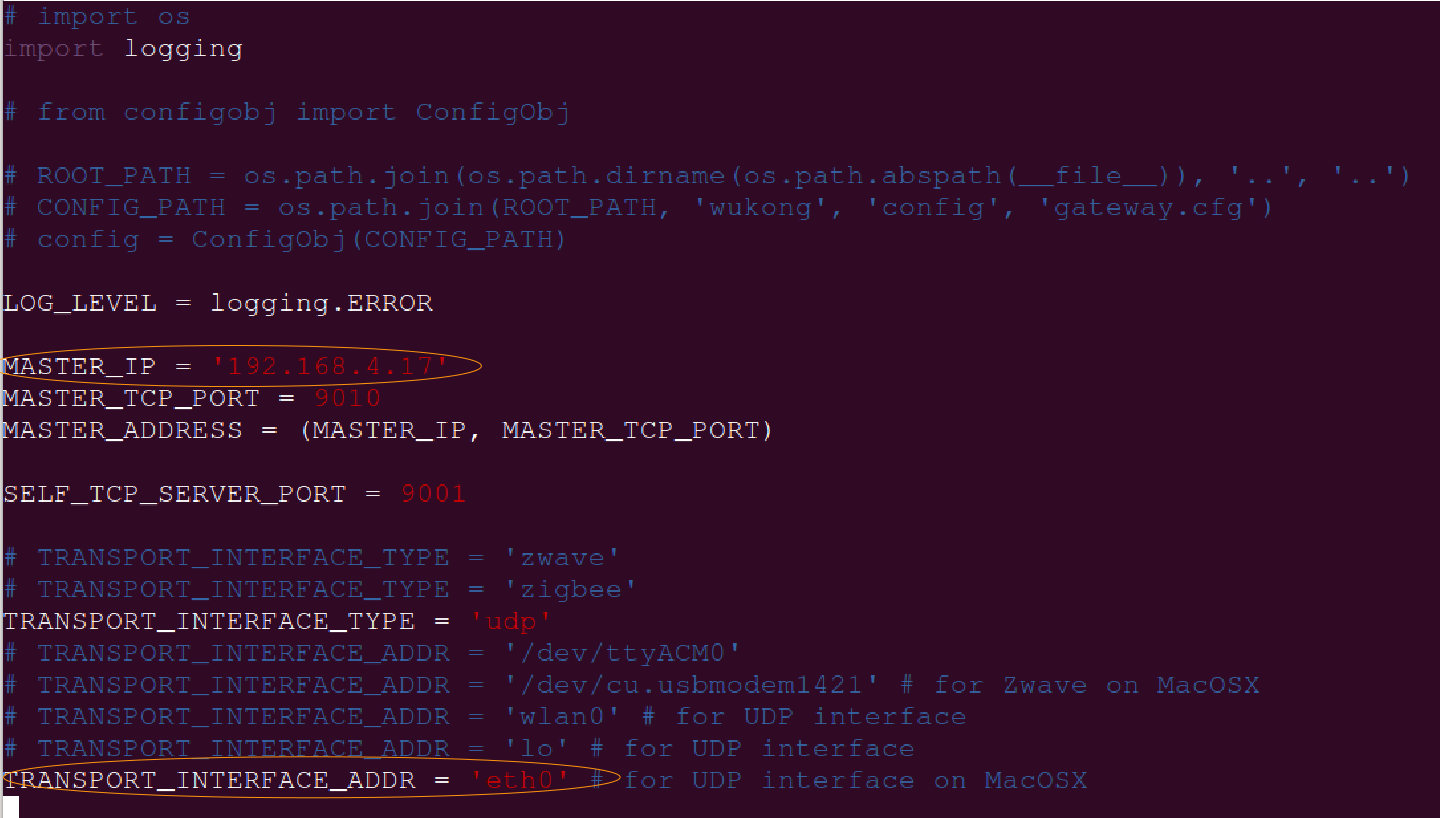 # import os
import logging
# from configobj import ConfigObj
# ROOT_PATH = os.path.join(os.path.dirname(os.path.abspath(__file__)), '..', '..')
# CONFIG_PATH = os.path.join(ROOT_PATH, 'wukong', 'config', 'gateway.cfg')
# config = ConfigObj(CONFIG_PATH)
LOG_LEVEL = logging.ERROR
MASTER_IP = '192.168.4.17'
MASTER_TCP_PORT = 9010
MASTER_ADDRESS = (MASTER_IP, MASTER_TCP_PORT)
SELF_TCP_SERVER_PORT = 9001
# TRANSPORT_INTERFACE_TYPE = 'zwave'
# TRANSPORT_INTERFACE_TYPE = 'zigbee'
TRANSPORT_INTERFACE_TYPE = 'udp'
# TRANSPORT_INTERFACE_ADDR = '/dev/ttyACM0'
# TRANSPORT_INTERFACE_ADDR = '/dev/cu.usbmodem1421' # for Zwave on MacOSX
# TRANSPORT_INTERFACE_ADDR = 'wlan0' # for UDP interface
# TRANSPORT_INTERFACE_ADDR = 'lo' # for UDP interface
TRANSPORT_INTERFACE_ADDR = 'eth0' # for UDP interface on MacOSX